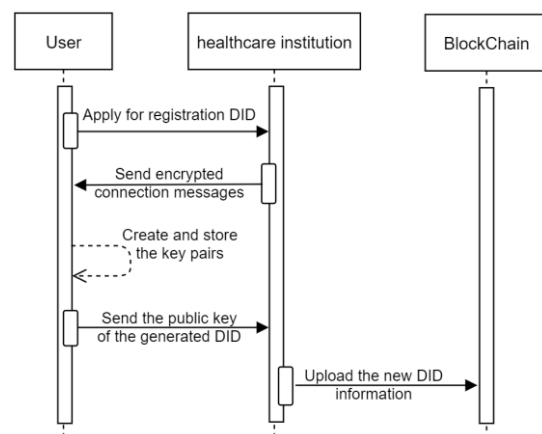 User
healthcare institution
BlockChain
Apply for registration DID
Send encrypted
connection messages
Create and store
the key pairs
Send the public key
of the generated DID
Upload the new DID
information